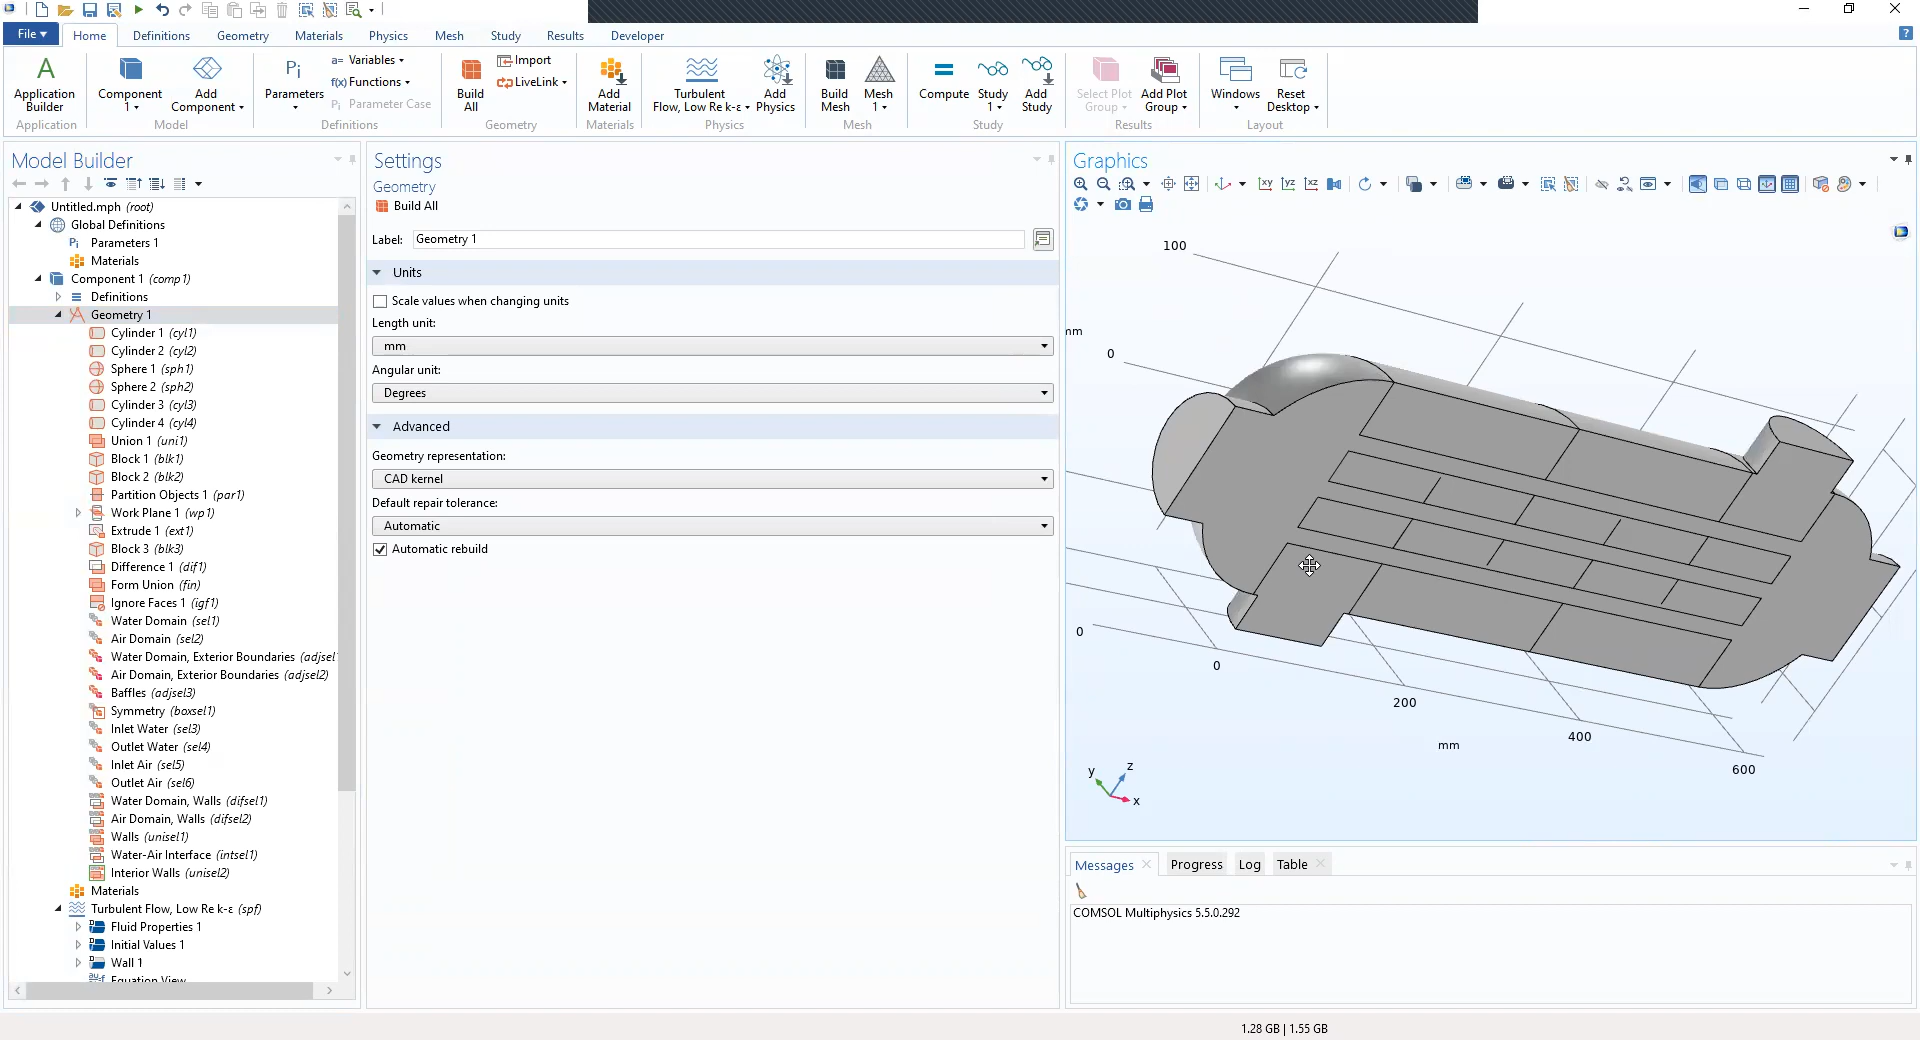 File
Home
Definitions
Geometry
Materials
Physics
Mesh
Study
Results
Developer
Application Builder
Component 1
Add Component
Parameters
a= Variables
f(x) Functions
Pi Parameter Case
Build All
Import
LiveLink
Add Material
Turbulent Flow, Low Re k-ε
Add Physics
Build Mesh
Mesh 1
Compute
Study 1
Add Study
Select Plot Group
Add Plot Group
Windows
Reset Desktop
Application
Model
Definitions
Geometry
Materials
Physics
Mesh
Study
Results
Layout
Model Builder
Untitled.mph (root)
Global Definitions
Pi Parameters 1
Materials
Component 1 (comp1)
Definitions
Geometry 1
Cylinder 1 (cyl1)
Cylinder 2 (cyl2)
Sphere 1 (sph1)
Sphere 2 (sph2)
Cylinder 3 (cyl3)
Cylinder 4 (cyl4)
Union 1 (uni1)
Block 1 (blk1)
Block 2 (blk2)
Partition Objects 1 (par1)
Work Plane 1 (wp1)
Extrude 1 (ext1)
Block 3 (blk3)
Difference 1 (dif1)
Form Union (fin)
Ignore Faces 1 (igf1)
Water Domain (sel1)
Air Domain (sel2)
Water Domain, Exterior Boundaries (adjsel
Air Domain, Exterior Boundaries (adjsel2)
Baffles (adjsel3)
Symmetry (boxsel1)
Inlet Water (sel3)
Outlet Water (sel4)
Inlet Air (sel5)
Outlet Air (sel6)
Water Domain, Walls (difsel1)
Air Domain, Walls (difsel2)
Walls (unisel1)
Water-Air Interface (intsel1)
Interior Walls (unisel2)
Materials
Turbulent Flow, Low Re k-ε (spf)
Fluid Properties 1
Initial Values 1
Wall 1
Equation View
Settings
Geometry
Build All
Label: Geometry 1
Units
Scale values when changing units
Length unit:
mm
Angular unit:
Degrees
Advanced
Geometry representation:
CAD kernel
Default repair tolerance:
Automatic
Automatic rebuild
Graphics
xy yz xz
100
mm
0
0
0
200
mm
400
600
y z x
Messages
Progress
Log
Table
COMSOL Multiphysics 5.5.0.292
1.28 GB | 1.55 GB